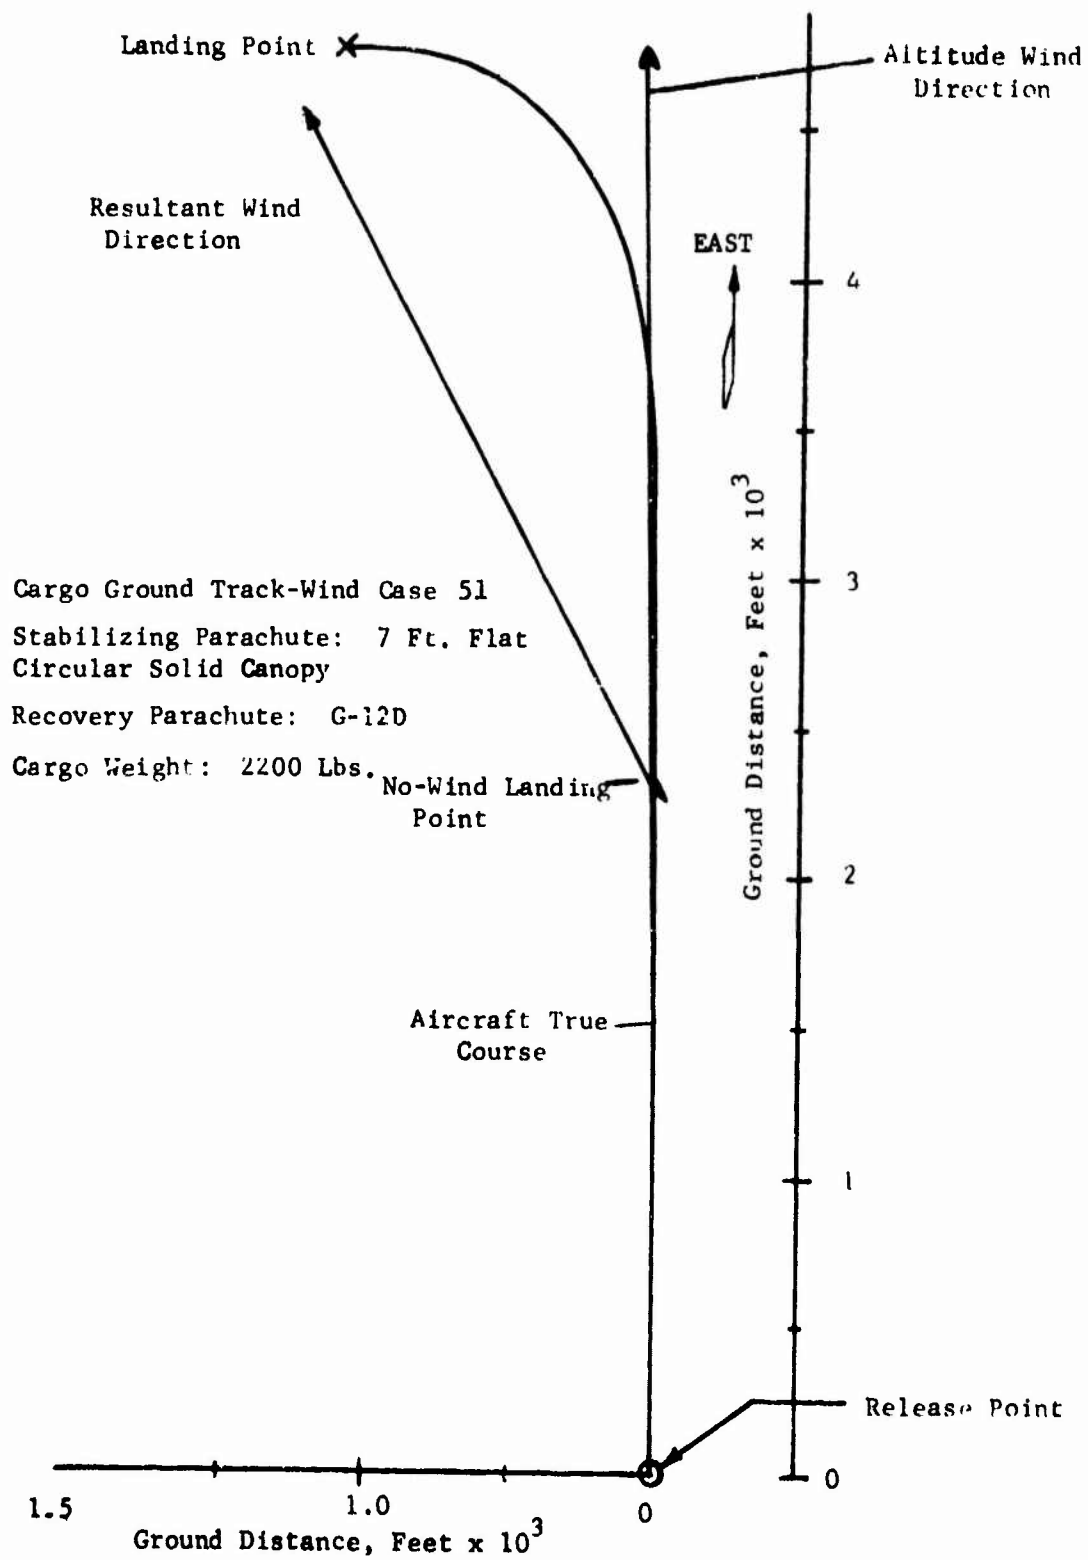 Landing Point
Altitude Wind
Direction
Resultant Wind
Direction
EAST
4
Ground Distance, Feet x 10³
3
Cargo Ground Track-Wind Case 51
Stabilizing Parachute: 7 Ft. Flat
Circular Solid Canopy
Recovery Parachute: G-12D
Cargo Weight: 2200 Lbs.
No-Wind Landing
Point
2
Aircraft True
Course
1
Release Point
0
1.5
1.0
0
Ground Distance, Feet x 10³